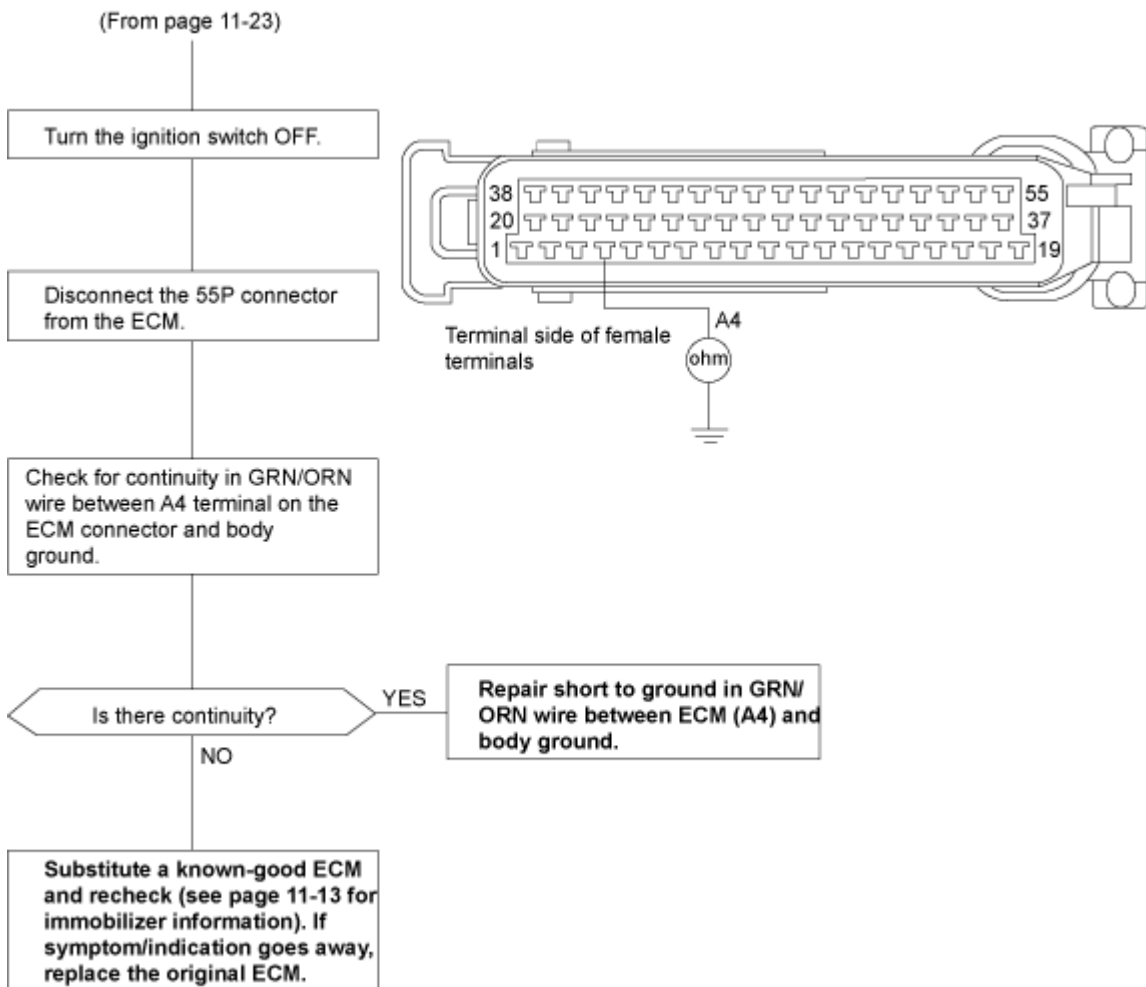 (From page 11-23)
Turn the ignition switch OFF.
38
55
20
37
1
19
Disconnect the 55P connector
from the ECM.
Terminal side of female
terminals
A4
ohm
Check for continuity in GRN/ORN
wire between A4 terminal on the
ECM connector and body
ground.
Is there continuity?
YES
Repair short to ground in GRN/
ORN wire between ECM (A4) and
body ground.
NO
Substitute a known-good ECM
and recheck (see page 11-13 for
immobilizer information). If
symptom/indication goes away,
replace the original ECM.